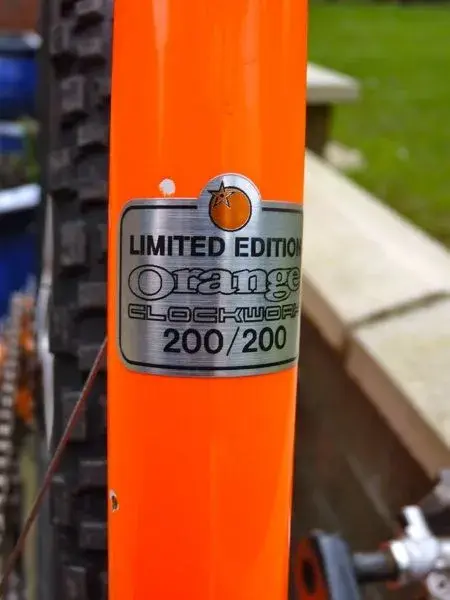 LIMITED EDITION
Orange
CLOCKWORK
200/200